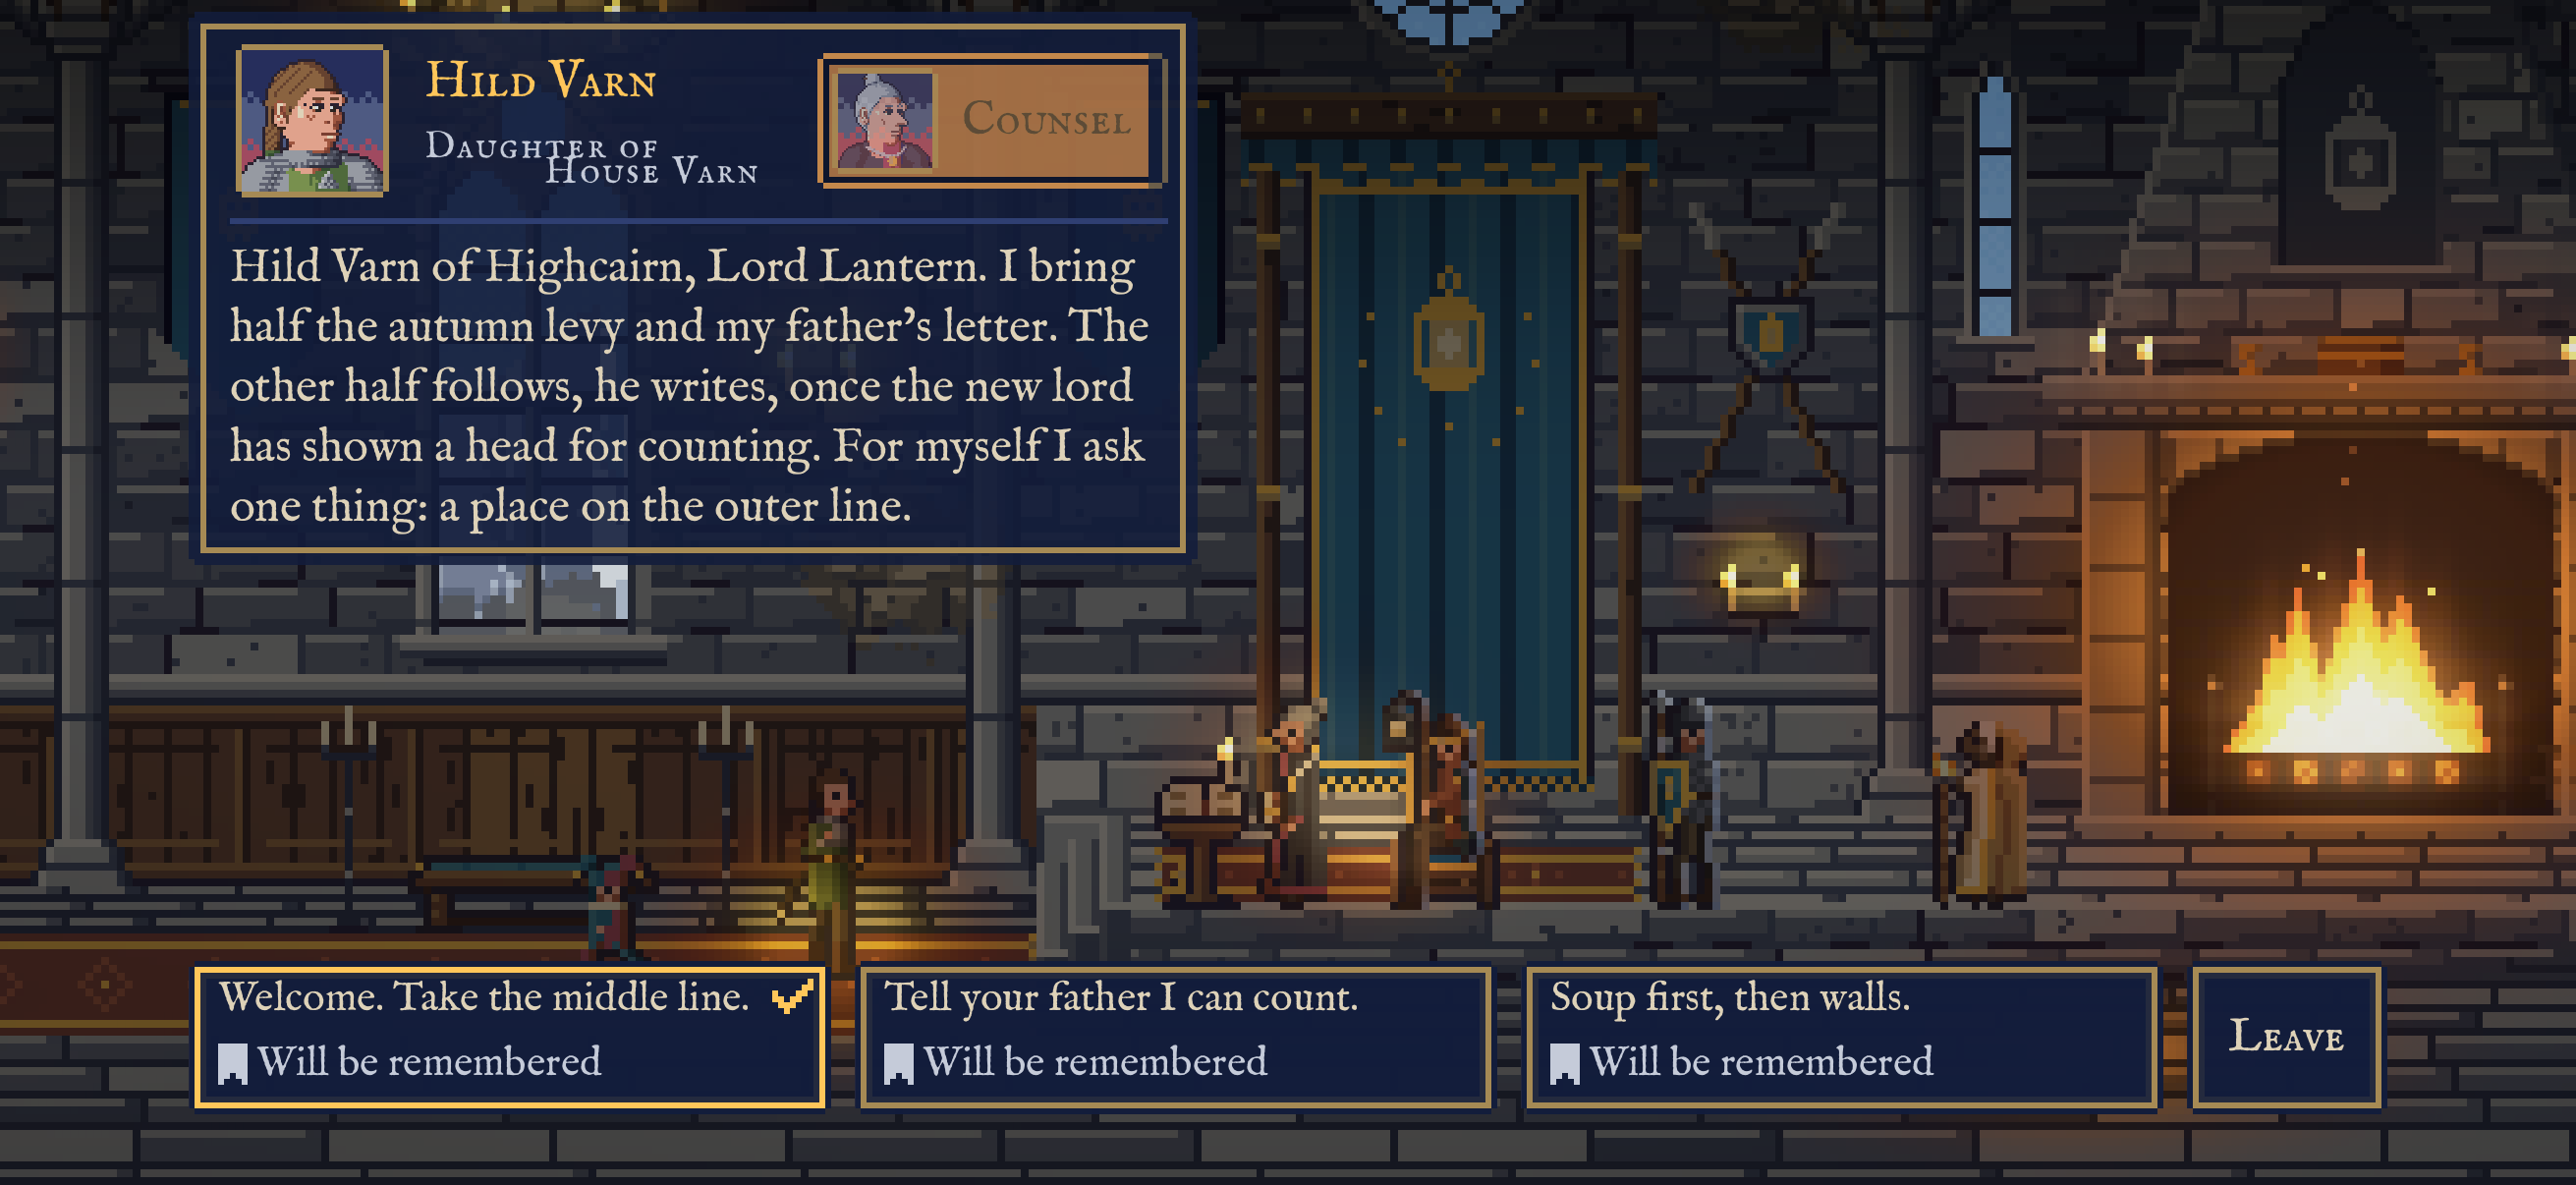 Hild Varn
Daughter of
House Varn
Counsel
Hild Varn of Highcairn, Lord Lantern. I bring
half the autumn levy and my father's letter. The
other half follows, he writes, once the new lord
has shown a head for counting. For myself I ask
one thing: a place on the outer line.
Welcome. Take the middle line.
Will be remembered
Tell your father I can count.
Will be remembered
Soup first, then walls.
Will be remembered
Leave